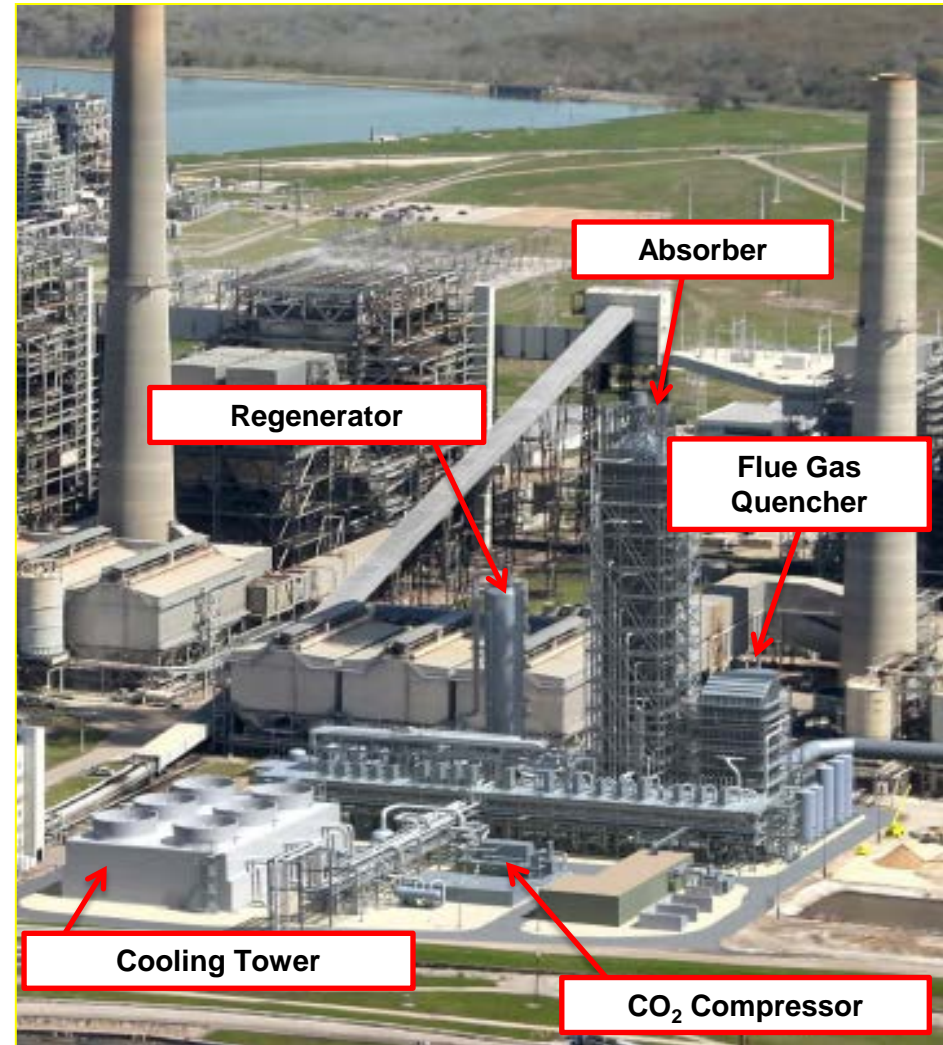 Absorber
Regenerator
Flue Gas
Quencher
Cooling Tower
CO₂ Compressor